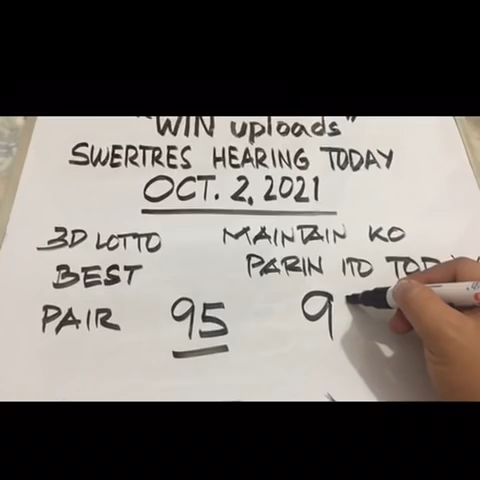 "WIN uploads"
SWERTRES HEARING TODAY
OCT. 2, 2021
3D LOTTO
BEST
PAIR 95
MAINTAIN KO
PARIN ITO
9